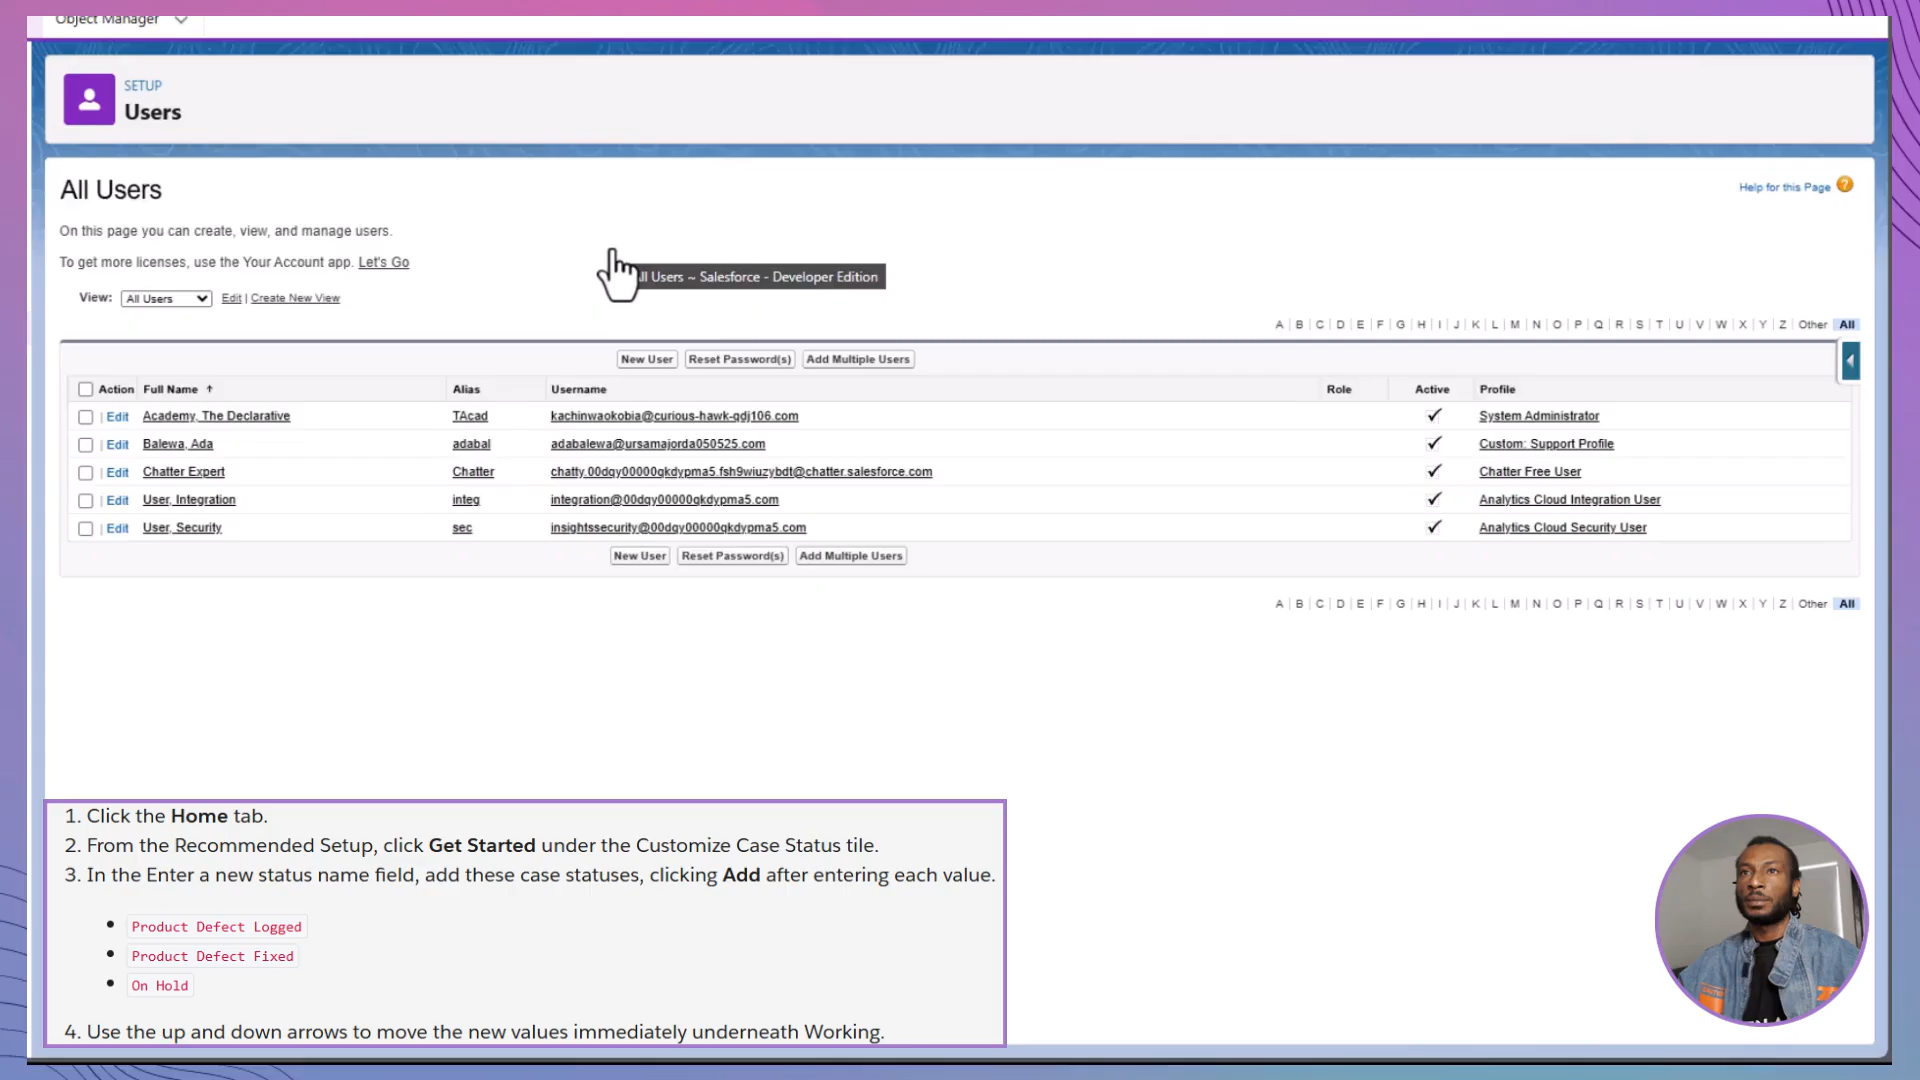 Object Manager
SETUP
Users
All Users
Help for this Page ?
On this page you can create, view, and manage users.
To get more licenses, use the Your Account app. Let's Go
ll Users ~ Salesforce - Developer Edition
View: All Users Edit | Create New View
A | B | C | D | E | F | G | H | I | J | K | L | M | N | O | P | Q | R | S | T | U | V | W | X | Y | Z | Other | All
New User Reset Password(s) Add Multiple Users
Action Full Name ↑ Alias Username Role Active Profile
| Edit Academy, The Declarative TAcad kachinwaokobia@curious-hawk-qdj106.com ✓ System Administrator
| Edit Balewa, Ada adabal adabalewa@ursamajorda050525.com ✓ Custom: Support Profile
| Edit Chatter Expert Chatter chatty.00dqy00000qkdypma5.fsh9wiuzybdt@chatter.salesforce.com ✓ Chatter Free User
| Edit User, Integration integ integration@00dqy00000qkdypma5.com ✓ Analytics Cloud Integration User
| Edit User, Security sec insightssecurity@00dqy00000qkdypma5.com ✓ Analytics Cloud Security User
New User Reset Password(s) Add Multiple Users
A | B | C | D | E | F | G | H | I | J | K | L | M | N | O | P | Q | R | S | T | U | V | W | X | Y | Z | Other | All
1. Click the Home tab.
2. From the Recommended Setup, click Get Started under the Customize Case Status tile.
3. In the Enter a new status name field, add these case statuses, clicking Add after entering each value.
• Product Defect Logged
• Product Defect Fixed
• On Hold
4. Use the up and down arrows to move the new values immediately underneath Working.